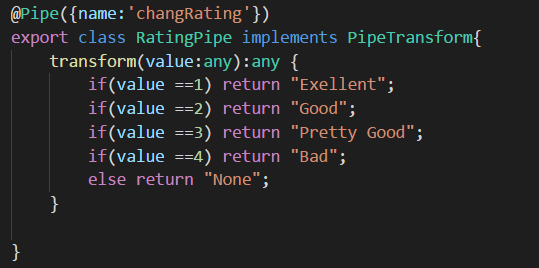 @Pipe({name:'changRating'})
export class RatingPipe implements PipeTransform{
transform(value:any):any {
if(value ==1) return "Exellent";
if(value ==2) return "Good";
if(value ==3) return "Pretty Good";
if(value ==4) return "Bad";
else return "None";
}
}